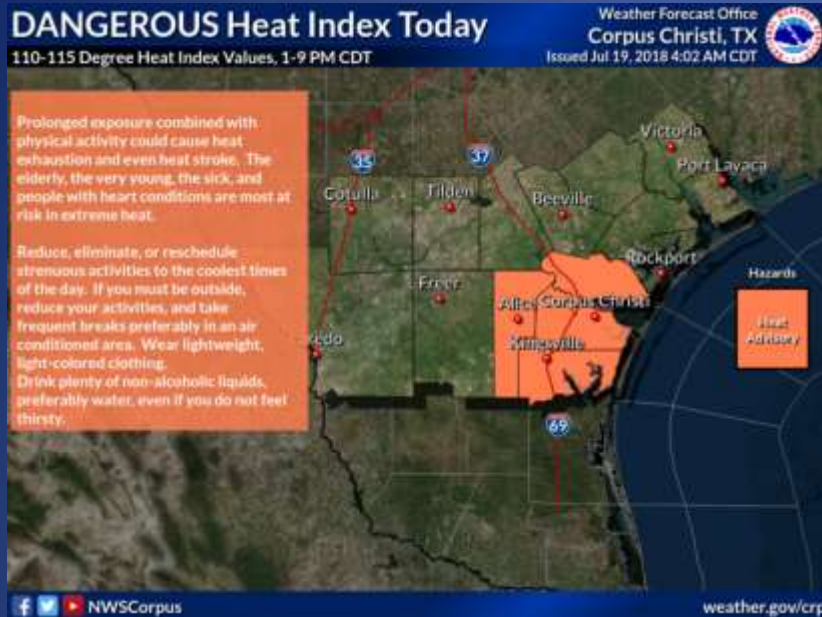 DANGEROUS Heat Index Today
110-115 Degree Heat Index Values, 1-9 PM CDT
Weather Forecast Office
Corpus Christi, TX
Issued Jul 19, 2018 4:02 AM CDT
Prolonged exposure combined with
physical activity could cause heat
exhaustion and even heat stroke. The
elderly, the very young, the sick, and
people with heart conditions are most at
risk in extreme heat.
Reduce, eliminate, or reschedule
strenuous activities to the coolest times
of the day. If you must be outside,
reduce your activities, and take
frequent breaks preferably in an air
conditioned area. Wear lightweight,
light-colored clothing.
Drink plenty of non-alcoholic liquids,
preferably water, even if you do not feel
thirsty.
Victoria
35
37
Port Lavaca
Cotulla
Tilden
Beeville
Rockport
Freer
Alice
Corpus Christi
Kingsville
redo
69
Hazards
Heat
Advisory
NWSCorpus
weather.gov/crp